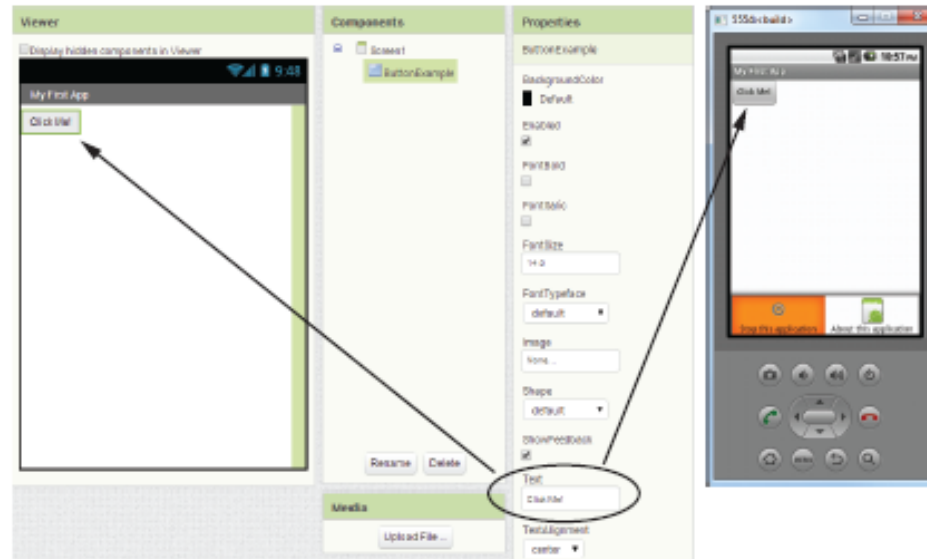 Viewer
Display hidden components in Viewer
9:48
My First App
Click Me!
Components
Screen1
ButtonExample
Rename
Delete
Media
Upload File ...
Properties
ButtonExample
BackgroundColor
Default
Enabled
FontBold
FontItalic
FontSize
14.0
FontTypeface
default
Image
None...
Shape
default
ShowFeedback
Text
Click Me!
TextAlignment
center
5554:<build>
10:57 PM
My First App
Click Me!
Stop this application
About this application
MENU